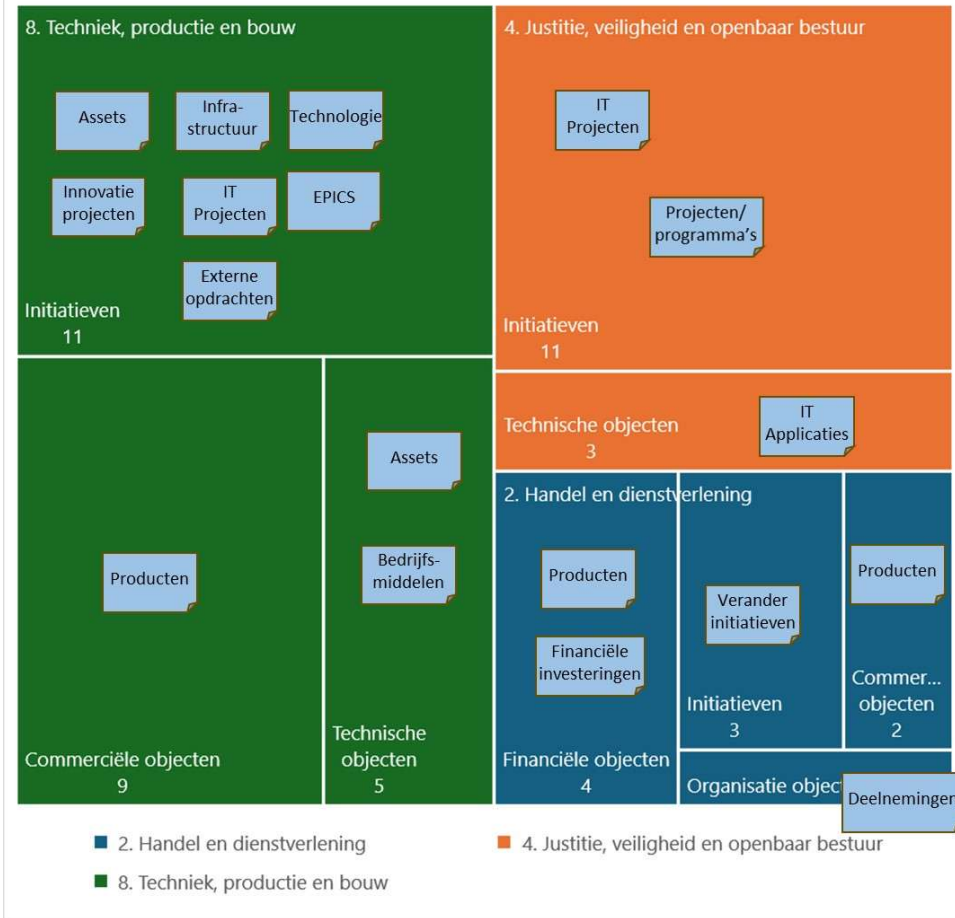 8. Techniek, productie en bouw
Assets
Infra-
structuur
Technologie
Innovatie
projecten
IT
Projecten
EPICS
Externe
opdrachten
Initiatieven
11
Producten
Commerciële objecten
9
Assets
Bedrijfs-
middelen
Technische
objecten
5
4. Justitie, veiligheid en openbaar bestuur
IT
Projecten
Projecten/
programma's
Initiatieven
11
Technische objecten
3
IT
Applicaties
2. Handel en dienstverlening
Producten
Financiële
investeringen
Financiële objecten
4
Verander
initiatieven
Initiatieven
3
Producten
Commer...
objecten
2
Organisatie objec
Deelnemingen
2. Handel en dienstverlening
4. Justitie, veiligheid en openbaar bestuur
8. Techniek, productie en bouw